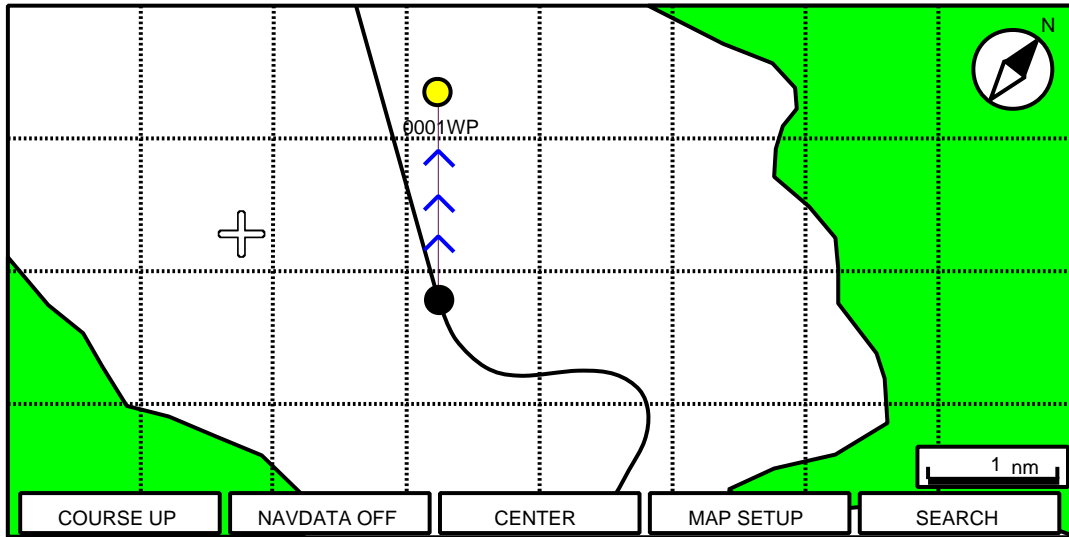 N
0001WP
1 nm
COURSE UP
NAVDATA OFF
CENTER
MAP SETUP
SEARCH